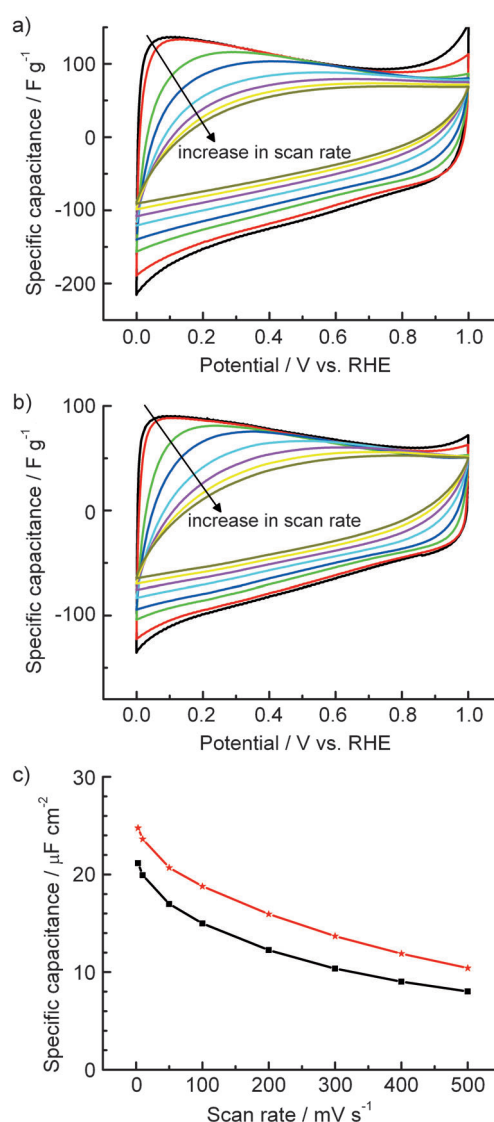 a)
Specific capacitance / F g⁻¹
100
0
-100
-200
increase in scan rate
0.0 0.2 0.4 0.6 0.8 1.0
Potential / V vs. RHE
b)
Specific capacitance / F g⁻¹
100
0
-100
increase in scan rate
0.0 0.2 0.4 0.6 0.8 1.0
Potential / V vs. RHE
c)
Specific capacitance / μF cm⁻²
30
20
10
0
0 100 200 300 400 500
Scan rate / mV s⁻¹